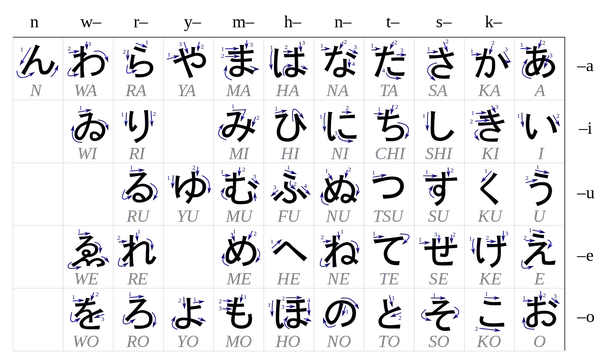 n w– r– y– m– h– n– t– s– k–
ん わ ら や ま は な た さ か あ –a
N WA RA YA MA HA NA TA SA KA A
ゐ り み ひ に ち し き い –i
WI RI MI HI NI CHI SHI KI I
る ゆ む ふ ぬ つ す く う –u
RU YU MU FU NU TSU SU KU U
ゑ れ め へ ね て せ け え –e
WE RE ME HE NE TE SE KE E
を ろ よ も ほ の と そ こ お –o
WO RO YO MO HO NO TO SO KO O